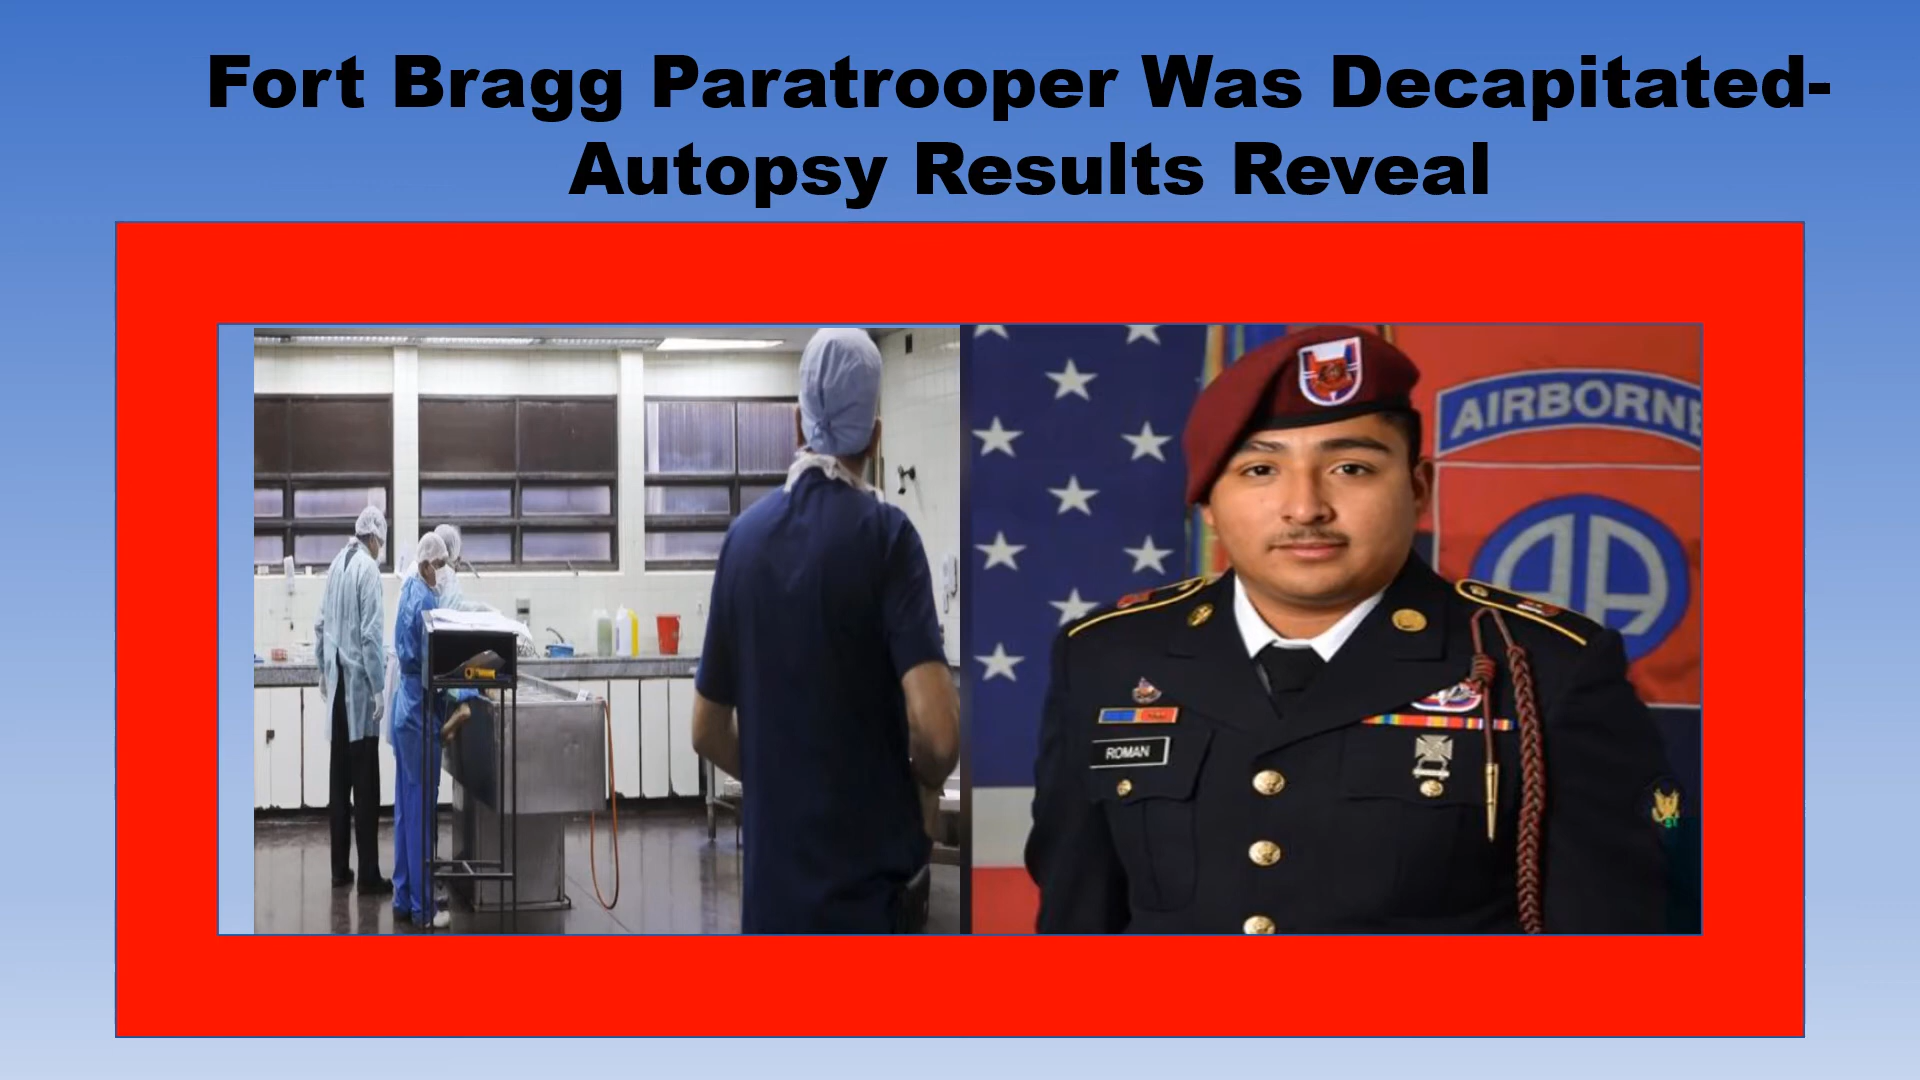 Fort Bragg Paratrooper Was Decapitated-
Autopsy Results Reveal
AIRBORNE
AA
ROMAN